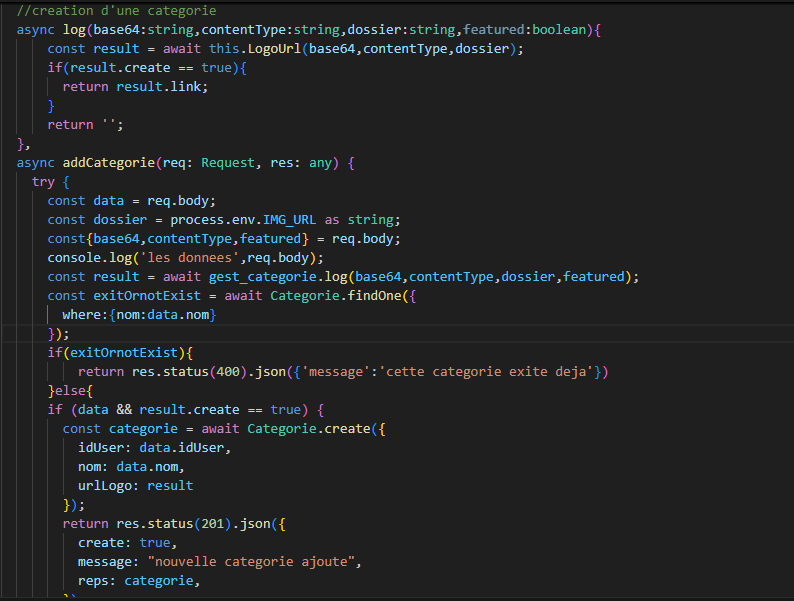 //creation d'une categorie
async log(base64:string,contentType:string,dossier:string,featured:boolean){
const result = await this.LogoUrl(base64,contentType,dossier);
if(result.create == true){
return result.link;
}
return '';
},
async addCategorie(req: Request, res: any) {
try {
const data = req.body;
const dossier = process.env.IMG_URL as string;
const{base64,contentType,featured} = req.body;
console.log('les donnees',req.body);
const result = await gest_categorie.log(base64,contentType,dossier,featured);
const exitOrnotExist = await Categorie.findOne({
where:{nom:data.nom}
});
if(exitOrnotExist){
return res.status(400).json({'message':'cette categorie exite deja'})
}else{
if (data && result.create == true) {
const categorie = await Categorie.create({
idUser: data.idUser,
nom: data.nom,
urlLogo: result
});
return res.status(201).json({
create: true,
message: "nouvelle categorie ajoute",
reps: categorie,